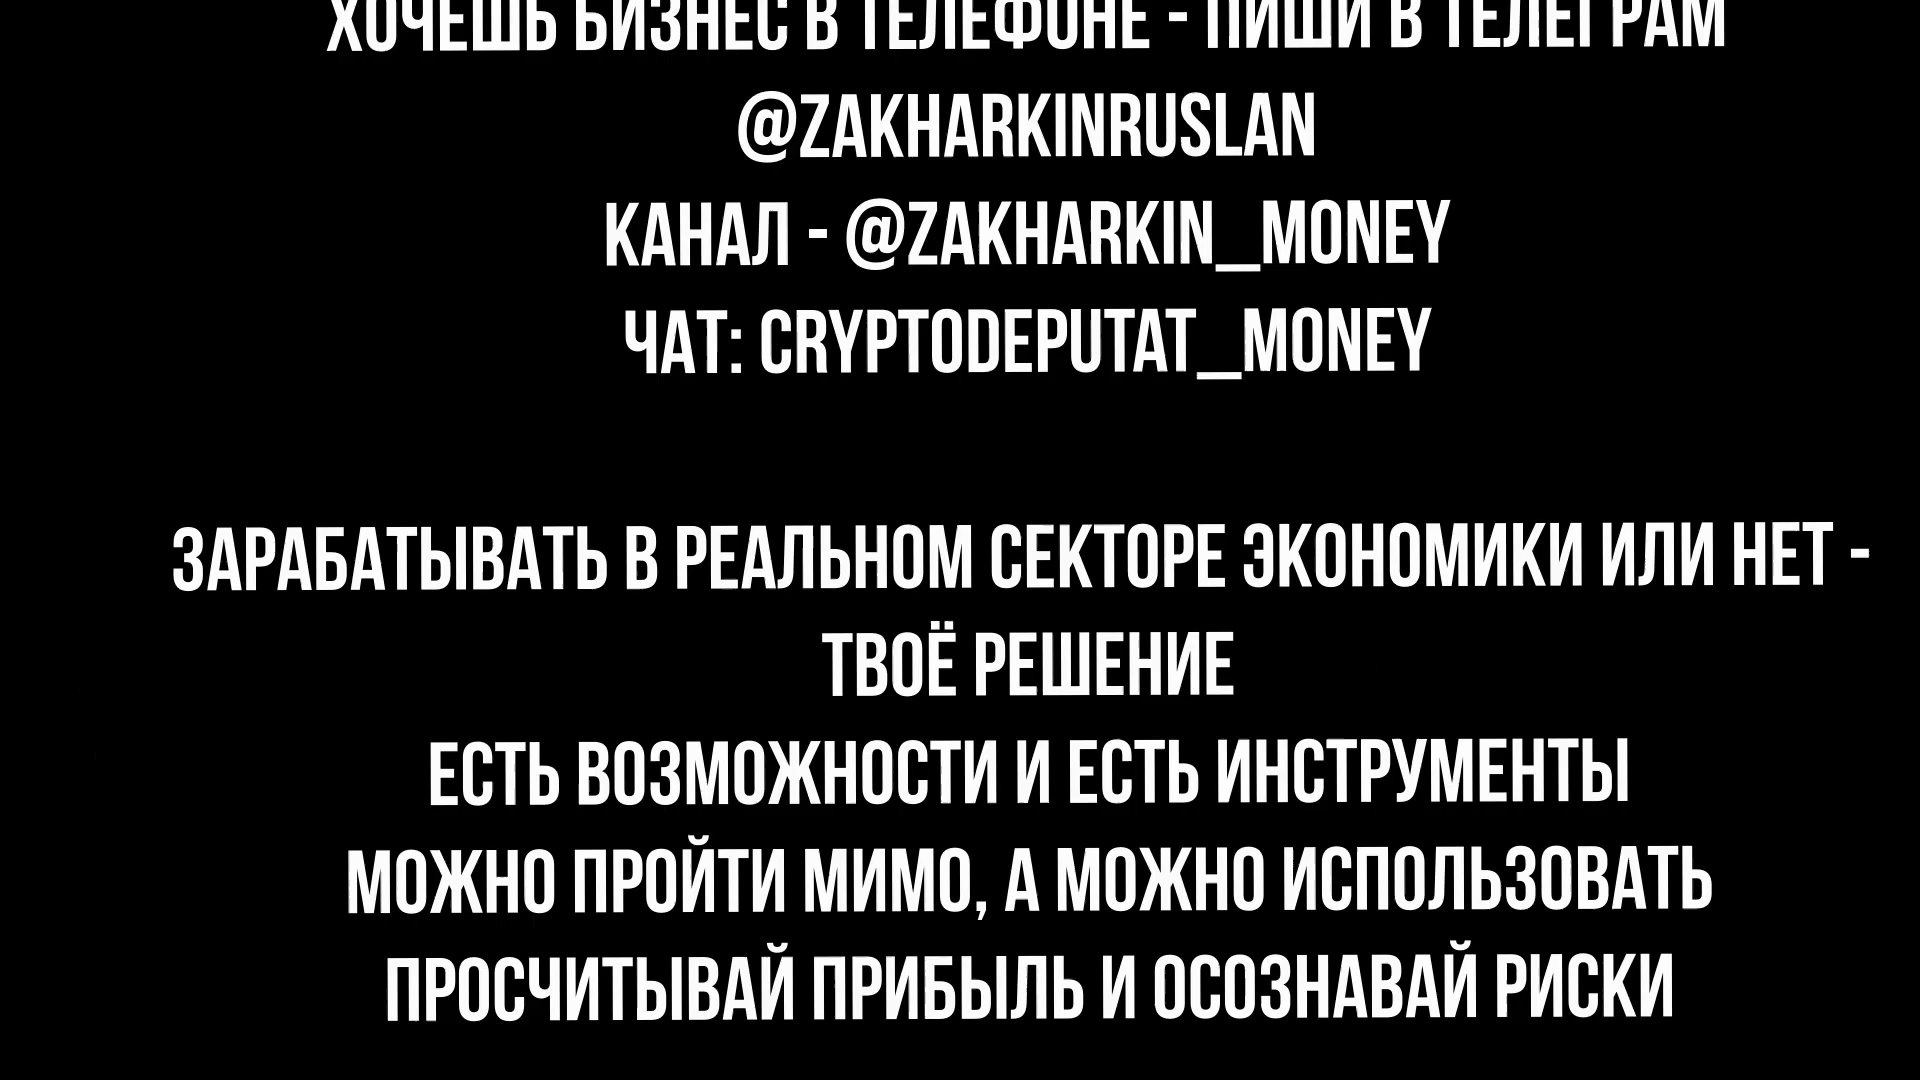 ХОЧЕШЬ БИЗНЕС В ТЕЛЕФОНЕ - ПИШИ В ТЕЛЕГРАМ
@ZAKHARKINRUSLAN
КАНАЛ - @ZAKHARKIN_MONEY
ЧАТ: CRYPTODEPUTAT_MONEY
ЗАРАБАТЫВАТЬ В РЕАЛЬНОМ СЕКТОРЕ ЭКОНОМИКИ ИЛИ НЕТ -
ТВОЁ РЕШЕНИЕ
ЕСТЬ ВОЗМОЖНОСТИ И ЕСТЬ ИНСТРУМЕНТЫ
МОЖНО ПРОЙТИ МИМО, А МОЖНО ИСПОЛЬЗОВАТЬ
ПРОСЧИТЫВАЙ ПРИБЫЛЬ И ОСОЗНАВАЙ РИСКИ